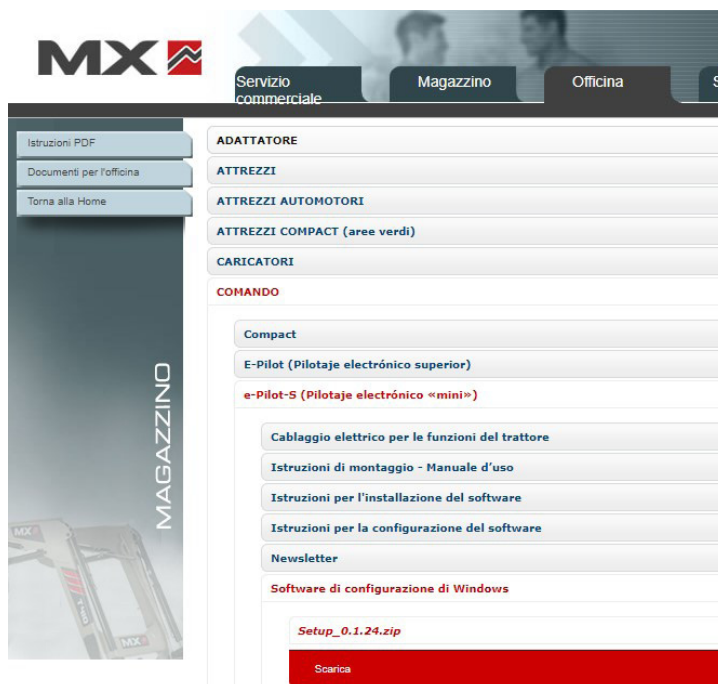 MX
Servizio
commerciale
Magazzino
Officina
S
Istruzioni PDF
Documenti per l'officina
Torna alla Home
MAGAZZINO
ADATTATORE
ATTREZZI
ATTREZZI AUTOMOTORI
ATTREZZI COMPACT (aree verdi)
CARICATORI
COMANDO
Compact
E-Pilot (Pilotaje electrónico superior)
e-Pilot-S (Pilotaje electrónico «mini»)
Cablaggio elettrico per le funzioni del trattore
Istruzioni di montaggio - Manuale d’uso
Istruzioni per l'installazione del software
Istruzioni per la configurazione del software
Newsletter
Software di configurazione di Windows
Setup_0.1.24.zip
Scarica
MX
MX